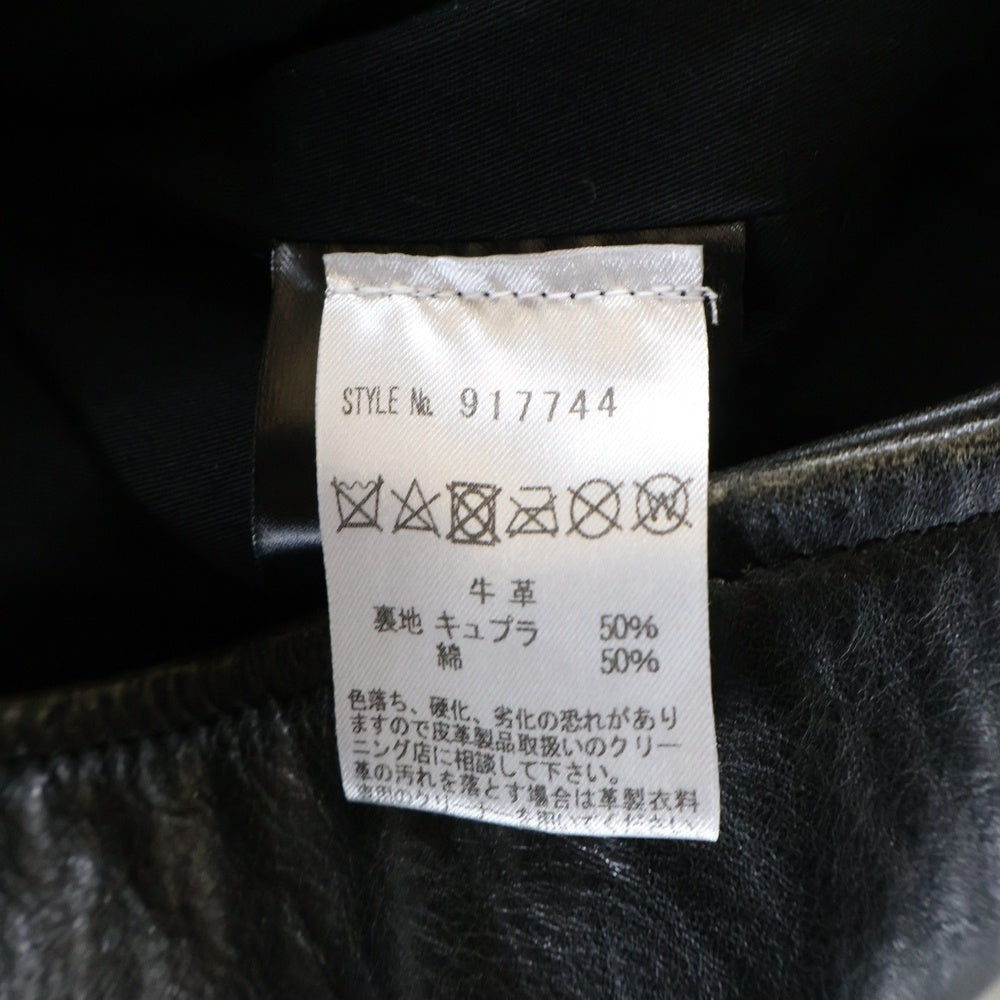 STYLE No. 917744
W
牛革
裏地 キュプラ 50%
綿 50%
色落ち、硬化、劣化の恐れがあり
ますので皮革製品取扱いのクリー
ニング店に相談して下さい。
革の汚れを落とす場合は革製衣料